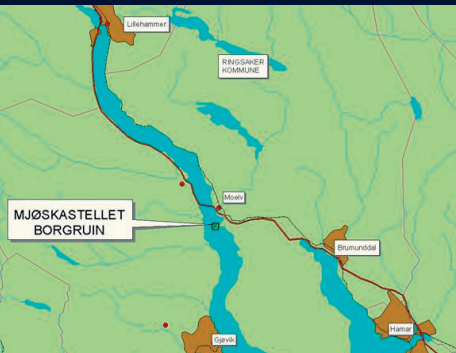 Lillehammer
RINGSAKER
KOMMUNE
Moelv
MJØSKASTELLET
BORGRUIN
Brumunddal
Hamar
Gjøvik